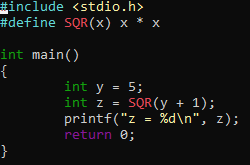 #include <stdio.h>
#define SQR(x) x * x

int main()
{
        int y = 5;
        int z = SQR(y + 1);
        printf("z = %d\n", z);
        return 0;
}